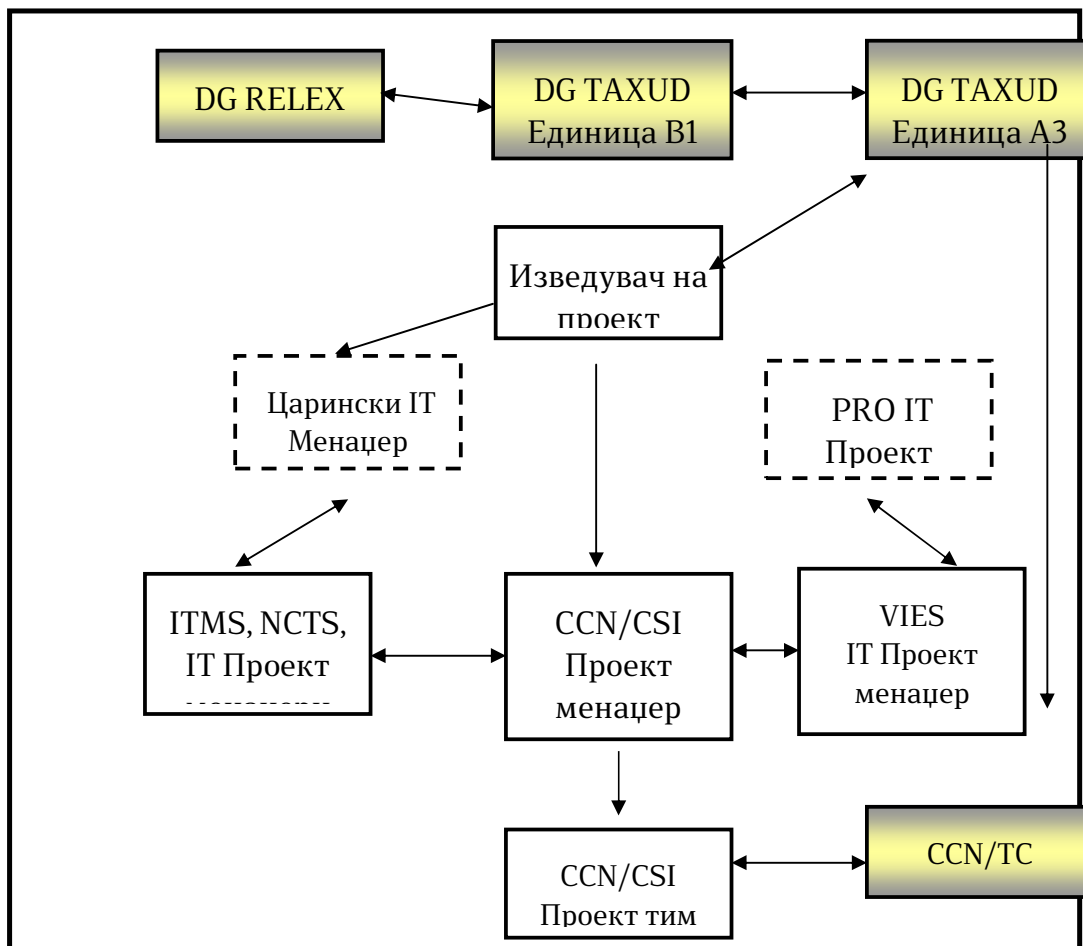 DG RELEX
DG TAXUD
Единица B1
DG TAXUD
Единица A3
Изведувач на
проект
Царински IT
Менаџер
PRO IT
Проект
ITMS, NCTS,
IT Проект
CCN/CSI
Проект
менаџер
VIES
IT Проект
менаџер
CCN/CSI
Проект тим
CCN/TC